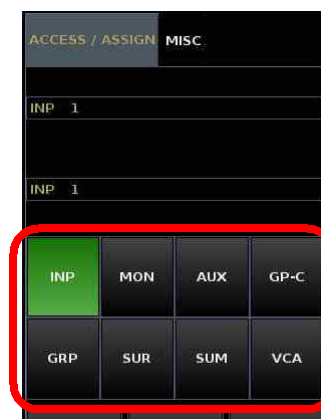 ACCESS / ASSIGN MISC
INP 1
INP 1
INP MON AUX GP-C
GRP SUR SUM VCA